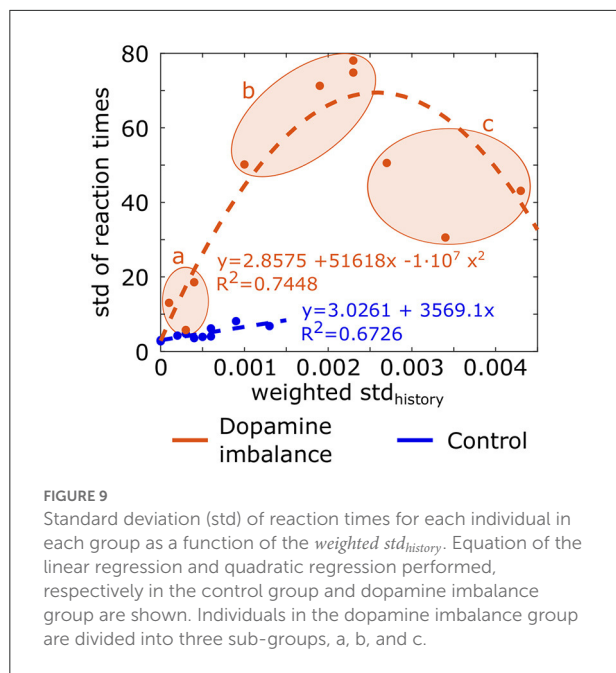 80
60
40
20
0
std of reaction times
b
c
a
y=2.8575 +51618x -1·10⁷ x²
R²=0.7448
y=3.0261 + 3569.1x
R²=0.6726
0 0.001 0.002 0.003 0.004
weighted std_history
Dopamine
imbalance
Control
FIGURE 9
Standard deviation (std) of reaction times for each individual in
each group as a function of the weighted std_history. Equation of the
linear regression and quadratic regression performed,
respectively in the control group and dopamine imbalance
group are shown. Individuals in the dopamine imbalance group
are divided into three sub-groups, a, b, and c.